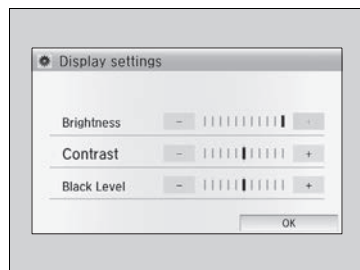 Display settings
Brightness - +
Contrast - +
Black Level - +
OK